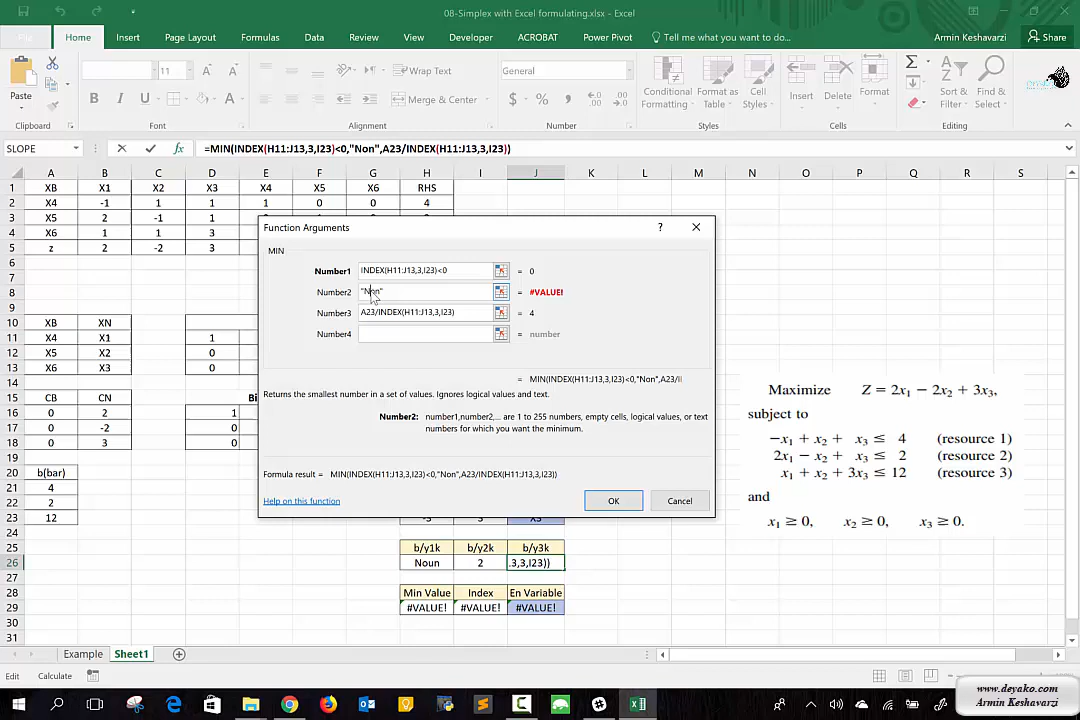 08-Simplex with Excel formulating.xlsx - Excel
File Home Insert Page Layout Formulas Data Review View Developer ACROBAT Power Pivot Tell me what you want to do... Armin Keshavarzi Share
Paste 11 Wrap Text General Conditional Format as Cell Insert Delete Format Sort & Find &
B I U Merge & Center $ % Formatting Table Styles Filter Select
Clipboard Font Alignment Number Styles Cells Editing
SLOPE =MIN(INDEX(H11:J13,3,I23)<0,"Non",A23/INDEX(H11:J13,3,I23))
A B C D E F G H I J K L M N O P Q R S
1 XB X1 X2 X3 X4 X5 X6 RHS
2 X4 -1 1 1 1 0 0 4
3 X5 2 -1 1
4 X6 1 1 3
5 z 2 -2 3
6
7
8
9
10 XB XN
11 X4 X1 1
12 X5 X2 0
13 X6 X3 0
14
15 CB CN
16 0 2 1
17 0 -2 0
18 0 3 0
19
20 b(bar)
21 4
22 2
23 12 -3 3 X3
24
25 b/y1k b/y2k b/y3k
26 Noun 2 .3,3,I23))
27
28 Min Value Index En Variable
29 #VALUE! #VALUE! #VALUE!
30
31
Function Arguments ?
MIN
Number1 INDEX(H11:J13,3,I23)<0 = 0
Number2 "Non" = #VALUE!
Number3 A23/INDEX(H11:J13,3,I23) = 4
Number4 = number
= MIN(INDEX(H11:J13,3,I23)<0,"Non",A23/I
Returns the smallest number in a set of values. Ignores logical values and text.
Number2: number1,number2,... are 1 to 255 numbers, empty cells, logical values, or text
numbers for which you want the minimum.
Formula result = MIN(INDEX(H11:J13,3,I23)<0,"Non",A23/INDEX(H11:J13,3,I23))
Help on this function OK Cancel
Maximize Z = 2x₁ − 2x₂ + 3x₃,
subject to
−x₁ + x₂ + x₃ ≤ 4 (resource 1)
2x₁ − x₂ + x₃ ≤ 2 (resource 2)
x₁ + x₂ + 3x₃ ≤ 12 (resource 3)
and
x₁ ≥ 0, x₂ ≥ 0, x₃ ≥ 0.
Example Sheet1
Edit Calculate
www.deyako.com
Armin Keshavarzi